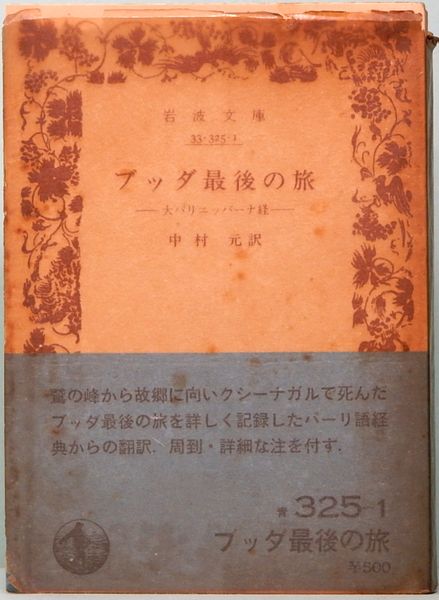 岩波文庫
33-325-1
ブッダ最後の旅
―大パリニッバーナ経―
中村 元訳
鷲の峰から故郷に向いクシーナガルで死んだ
ブッダ最後の旅を詳しく記録したパーリ語経
典からの翻訳．周到・詳細な注を付す．
青 325-1
ブッダ最後の旅
¥500